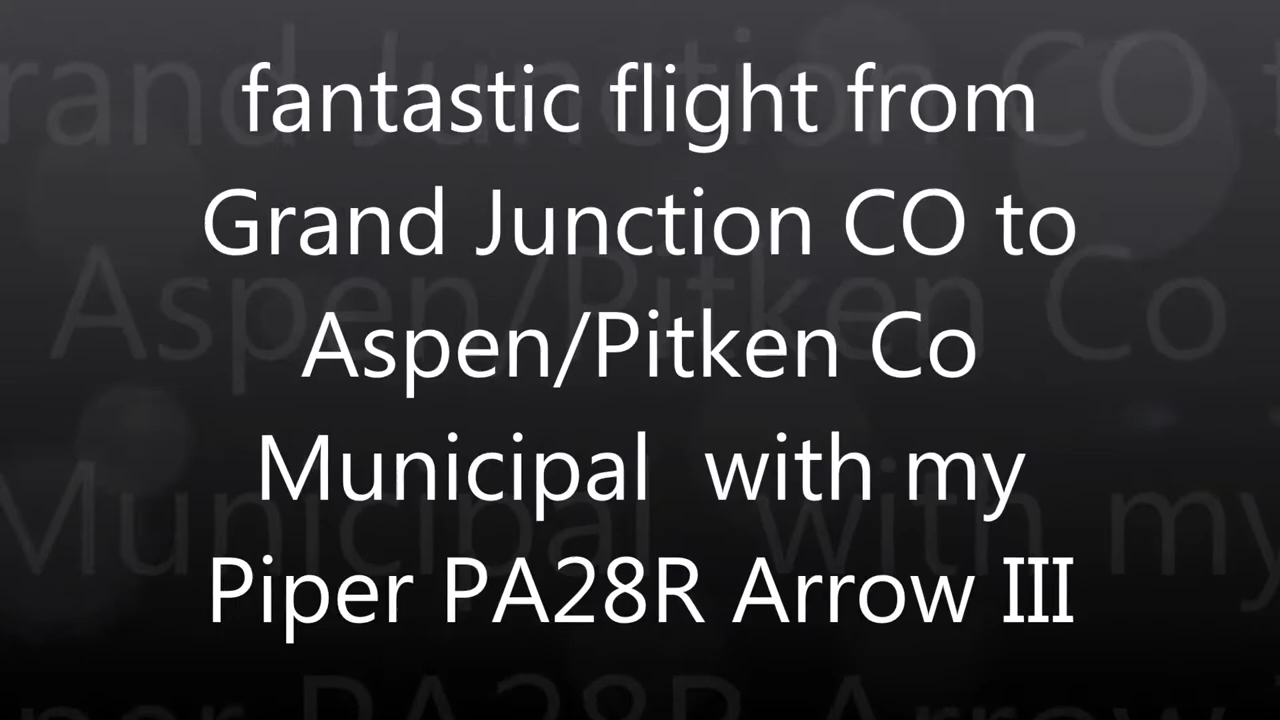 fantastic flight from
Grand Junction CO to
Aspen/Pitken Co
Municipal  with my
Piper PA28R Arrow III